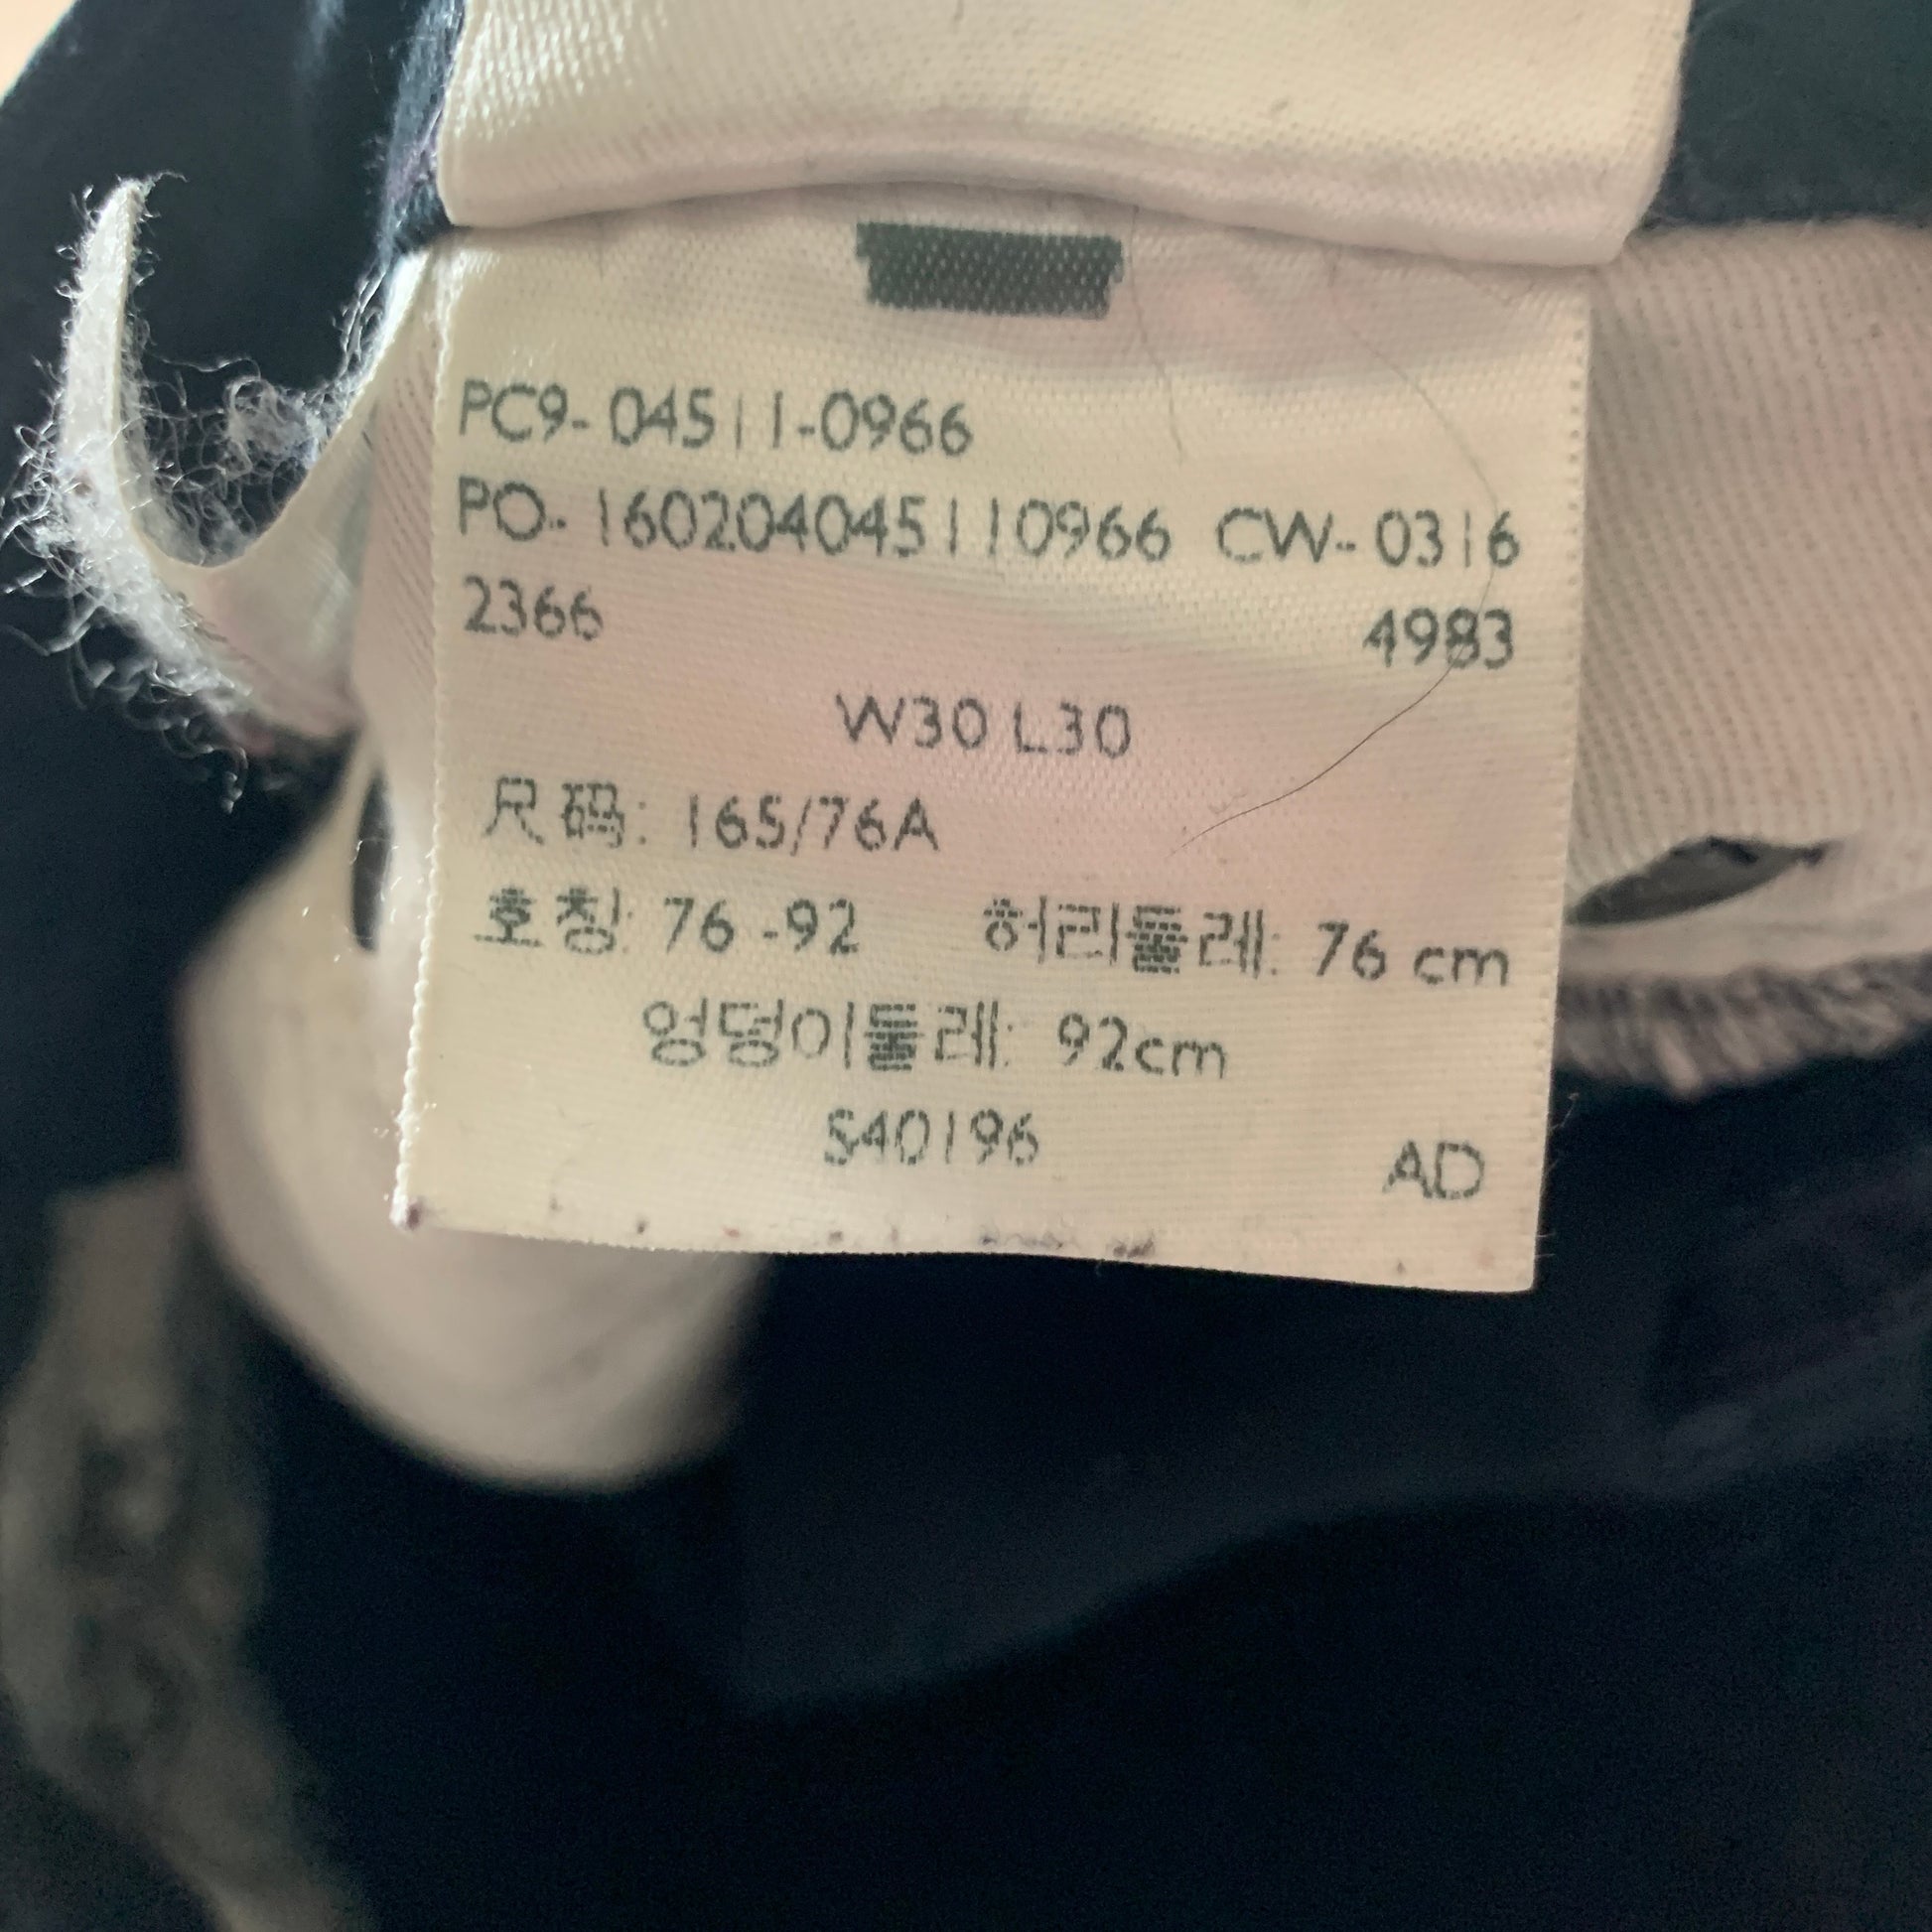 PC9- 04511-0966
PO- 160204045110966 CW- 0316
2366 4983
W30 L30
尺码: 165/76A
호칭: 76 -92 허리둘레: 76 cm
엉덩이둘레: 92cm
S40196 AD